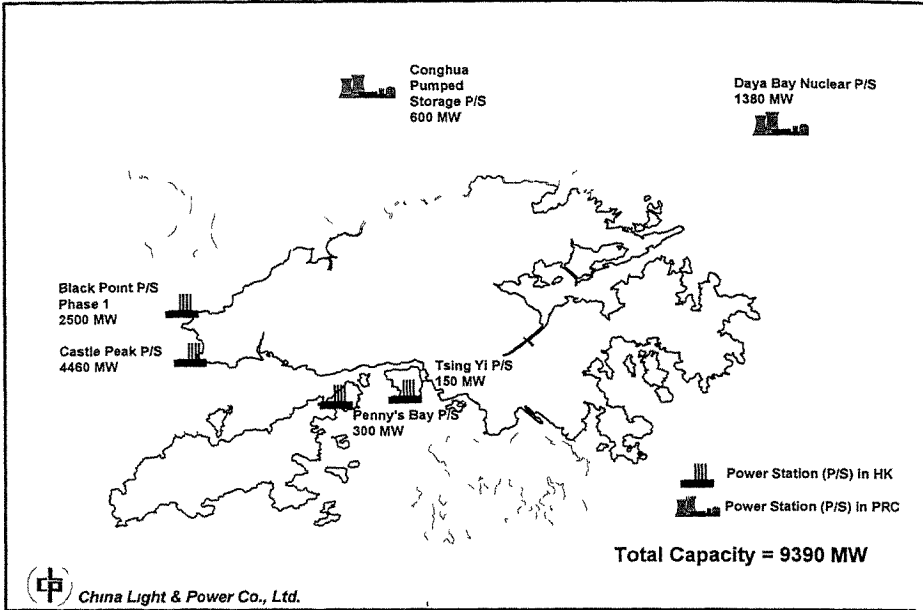 Conghua
Pumped
Storage P/S
600 MW
Daya Bay Nuclear P/S
1380 MW
Black Point P/S
Phase 1
2500 MW
Castle Peak P/S
4460 MW
Tsing Yi P/S
150 MW
Penny's Bay P/S
300 MW
Power Station (P/S) in HK
Power Station (P/S) in PRC
Total Capacity = 9390 MW
China Light & Power Co., Ltd.